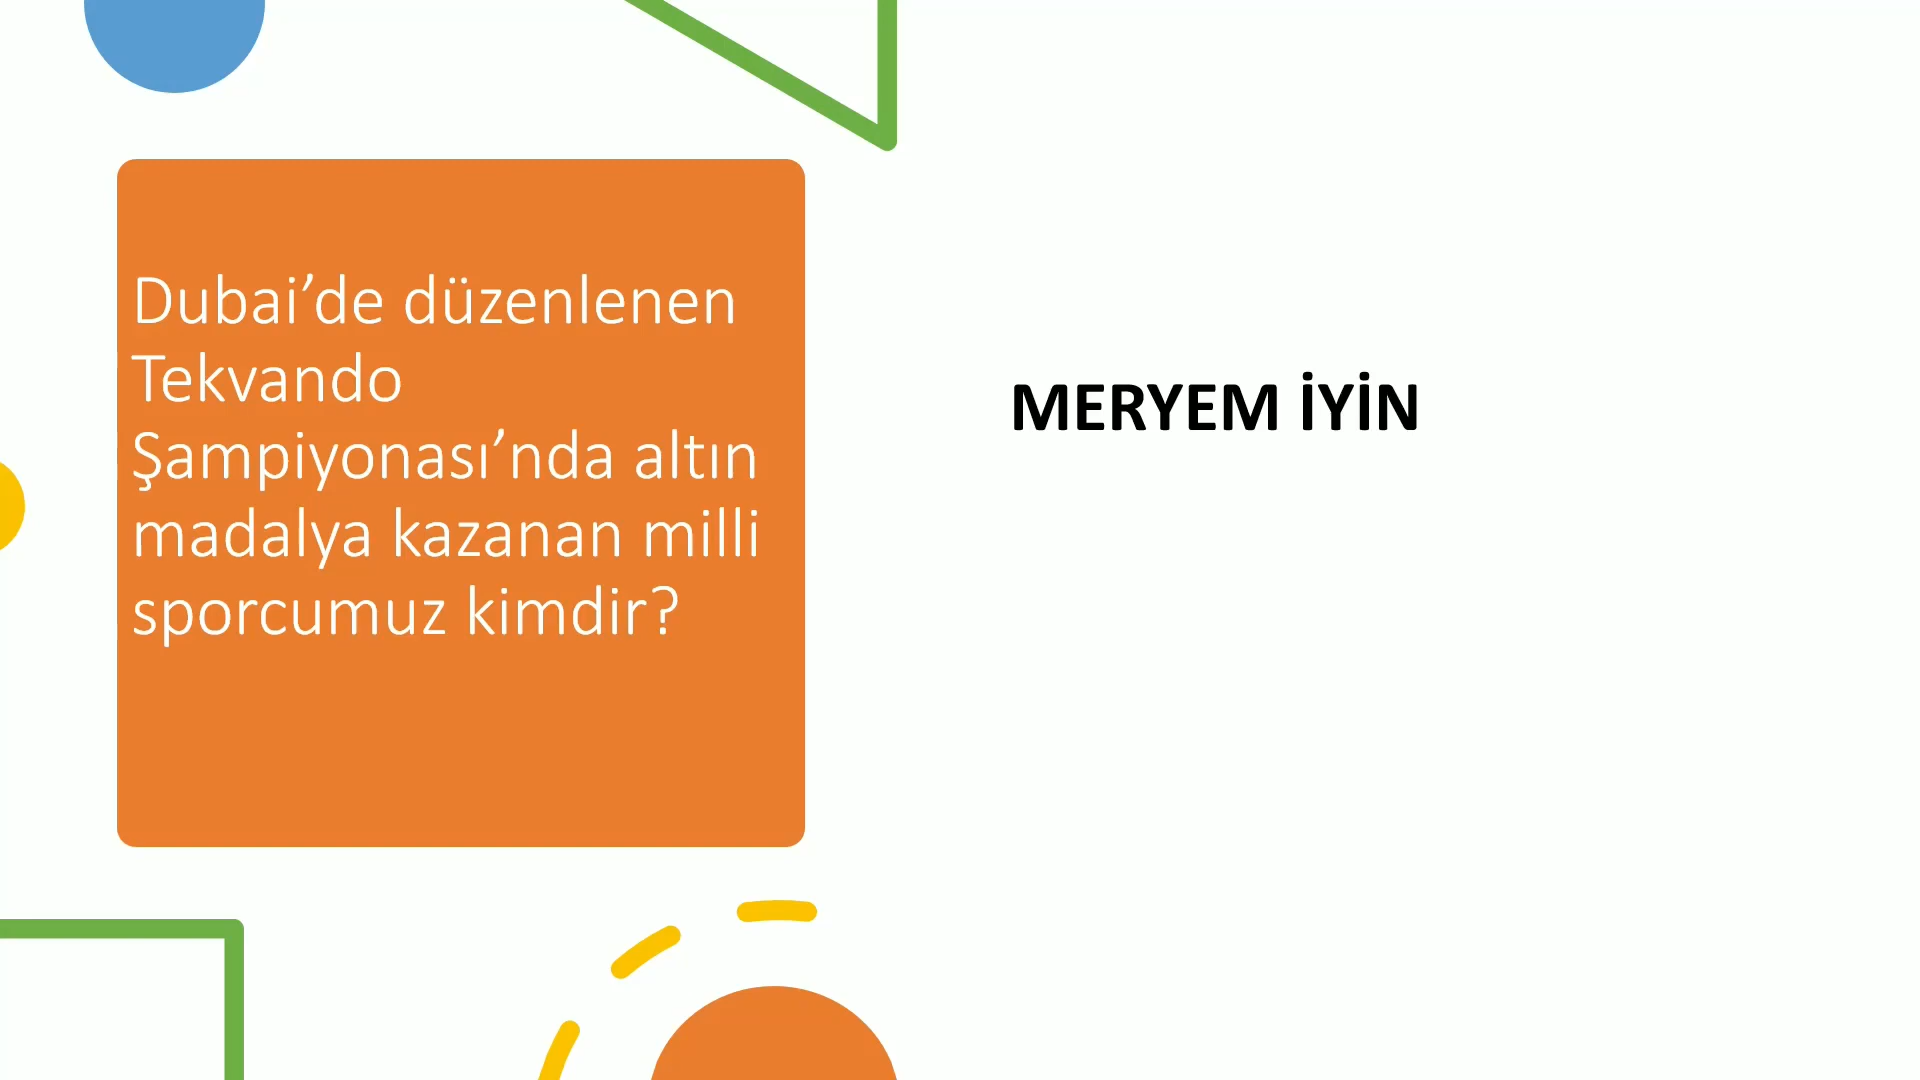 Dubai’de düzenlenen
Tekvando
Şampiyonası’nda altın
madalya kazanan milli
sporcumuz kimdir?
MERYEM İYİN